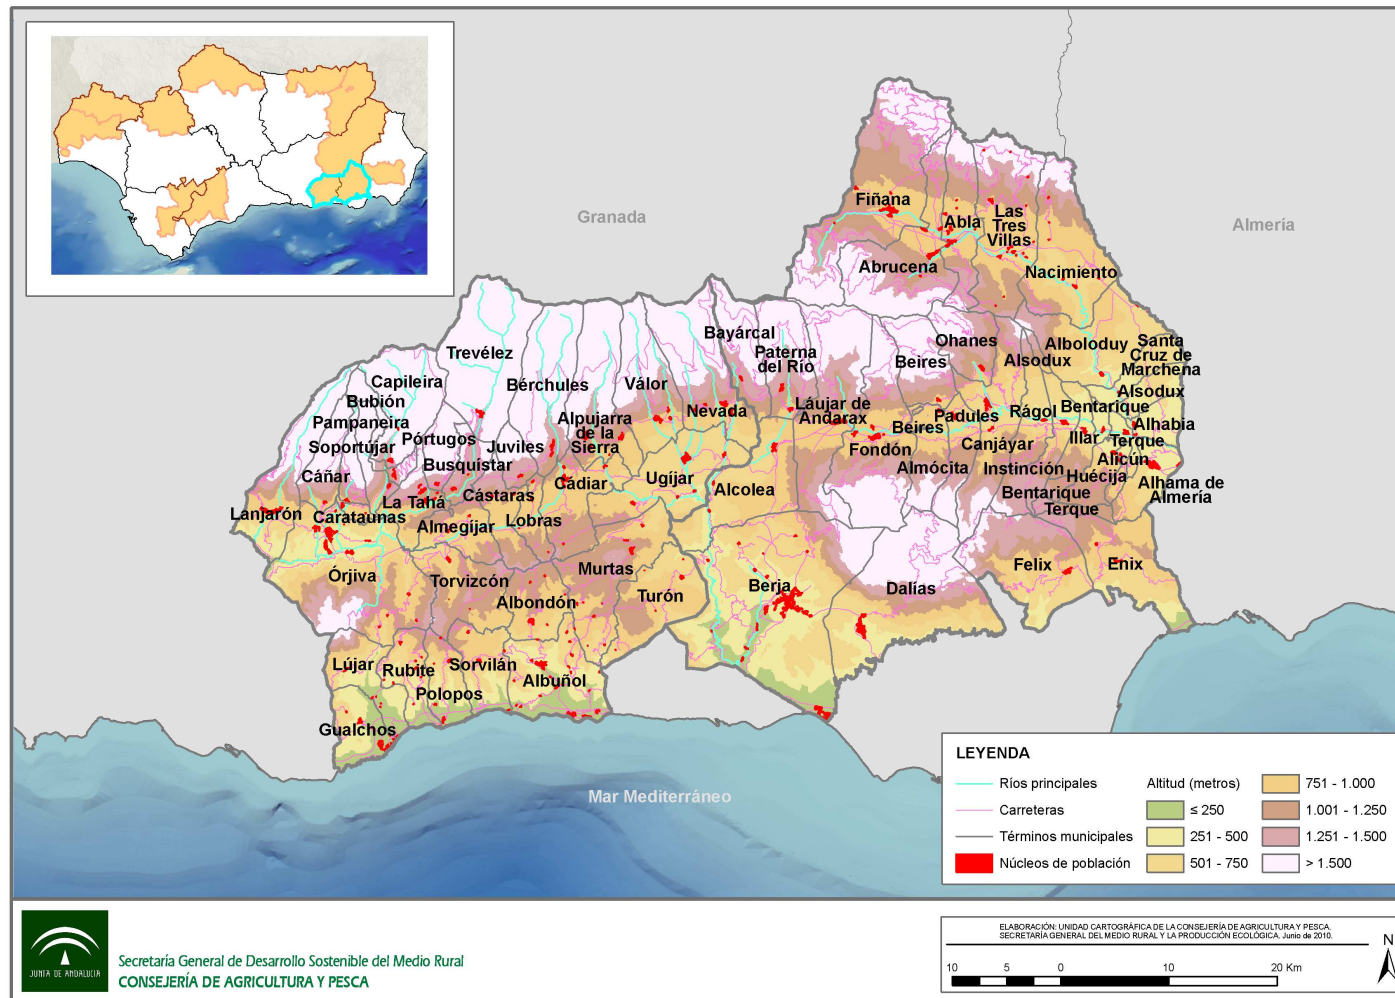 Granada
Almería
Fiñana
Abla
Las
Tres
Villas
Abrucena
Nacimiento
Bayárcal
Paterna
del Río
Ohanes
Beires
Alsodux
Alboloduy
Santa
Cruz de
Marchena
Alsodux
Bentarique
Alhabia
Trevélez
Capileira
Bubión
Pampaneira
Soportújar
Pórtugos
Cáñar
Bérchules
Juviles
Busquístar
Válor
Alpujarra
de la
Sierra
Nevada
Láujar de
Andarax
Beires
Padules
Rágol
Illar
Terque
Alicún
Fondón
Canjáyar
Almócita
Instinción
Huécija
Bentarique
Terque
Alhama de
Almería
Lanjarón
Carataunas
La Tahá
Cástaras
Almegíjar
Lobras
Cádiar
Ugíjar
Alcolea
Órjiva
Torvizcón
Albondón
Murtas
Turón
Berja
Dalías
Felix
Enix
Lújar
Rubite
Sorvilán
Polopos
Albuñol
Gualchos
Mar Mediterráneo
LEYENDA
Ríos principales
Carreteras
Términos municipales
Núcleos de población
Altitud (metros)
≤ 250
251 - 500
501 - 750
751 - 1.000
1.001 - 1.250
1.251 - 1.500
> 1.500
JUNTA DE ANDALUCIA
Secretaría General de Desarrollo Sostenible del Medio Rural
CONSEJERÍA DE AGRICULTURA Y PESCA
ELABORACIÓN: UNIDAD CARTOGRÁFICA DE LA CONSEJERÍA DE AGRICULTURA Y PESCA.
SECRETARÍA GENERAL DEL MEDIO RURAL Y LA PRODUCCIÓN ECOLÓGICA. Junio de 2010.
10 5 0 10 20 Km
N